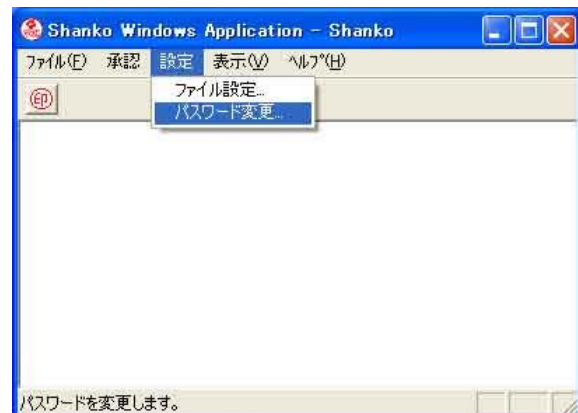 Shanko Windows Application - Shanko
ファイル(F) 承認 設定 表示(V) ヘルプ(H)
印
ファイル設定...
パスワード変更...
パスワードを変更します。